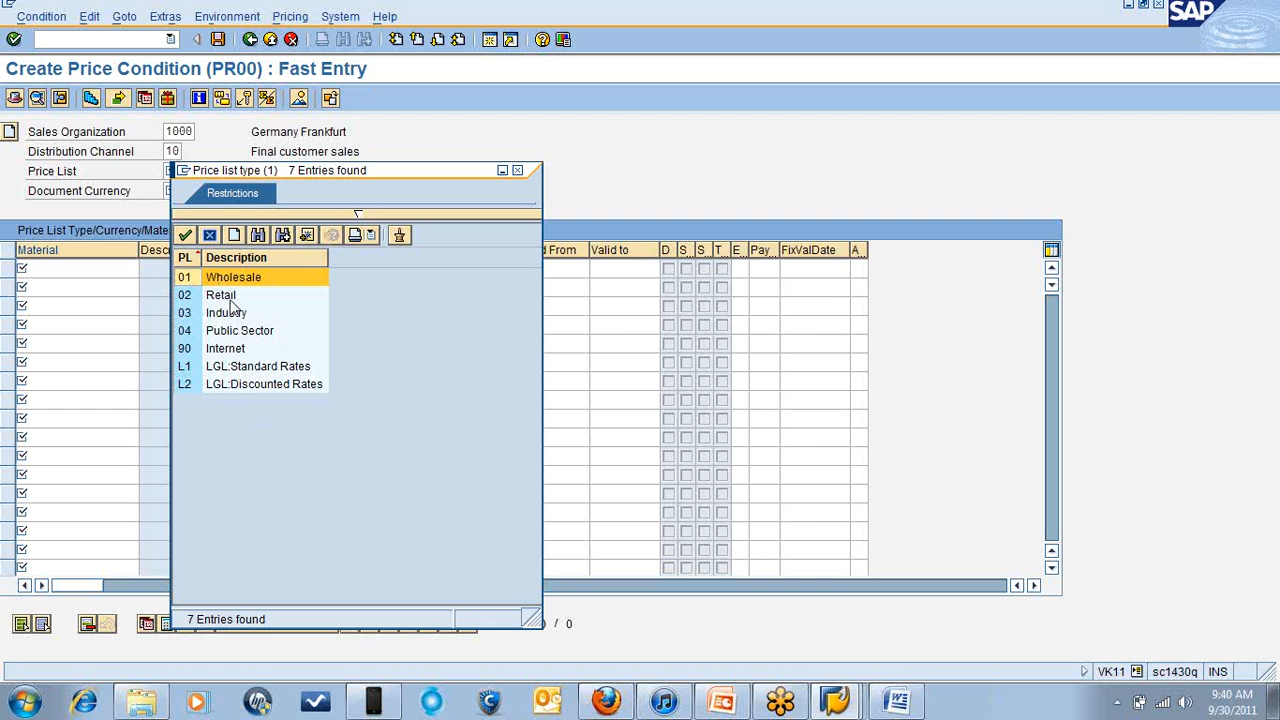 Condition Edit Goto Extras Environment Pricing System Help
SAP
Create Price Condition (PR00) : Fast Entry
Sales Organization 1000 Germany Frankfurt
Distribution Channel 10 Final customer sales
Price List
Document Currency
Price list type (1) 7 Entries found
Restrictions
Price List Type/Currency/Mate
Material Descr
From Valid to D S... S... T... E... Pay... FixValDate A...
PL Description
01 Wholesale
02 Retail
03 Industry
04 Public Sector
90 Internet
L1 LGL:Standard Rates
L2 LGL:Discounted Rates
7 Entries found
/ 0
VK11 sc1430q INS
9:40 AM
9/30/2011